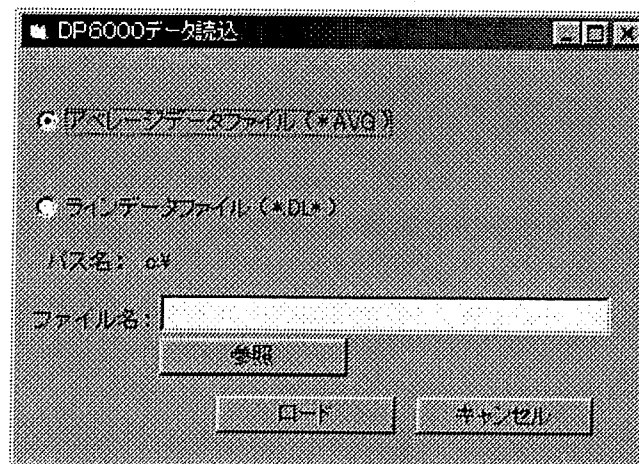 DP6000データ読込
アベレージデータファイル(*AVG)
ラインデータファイル(*.DL*)
パス名: c:¥
ファイル名:
参照
ロード キャンセル